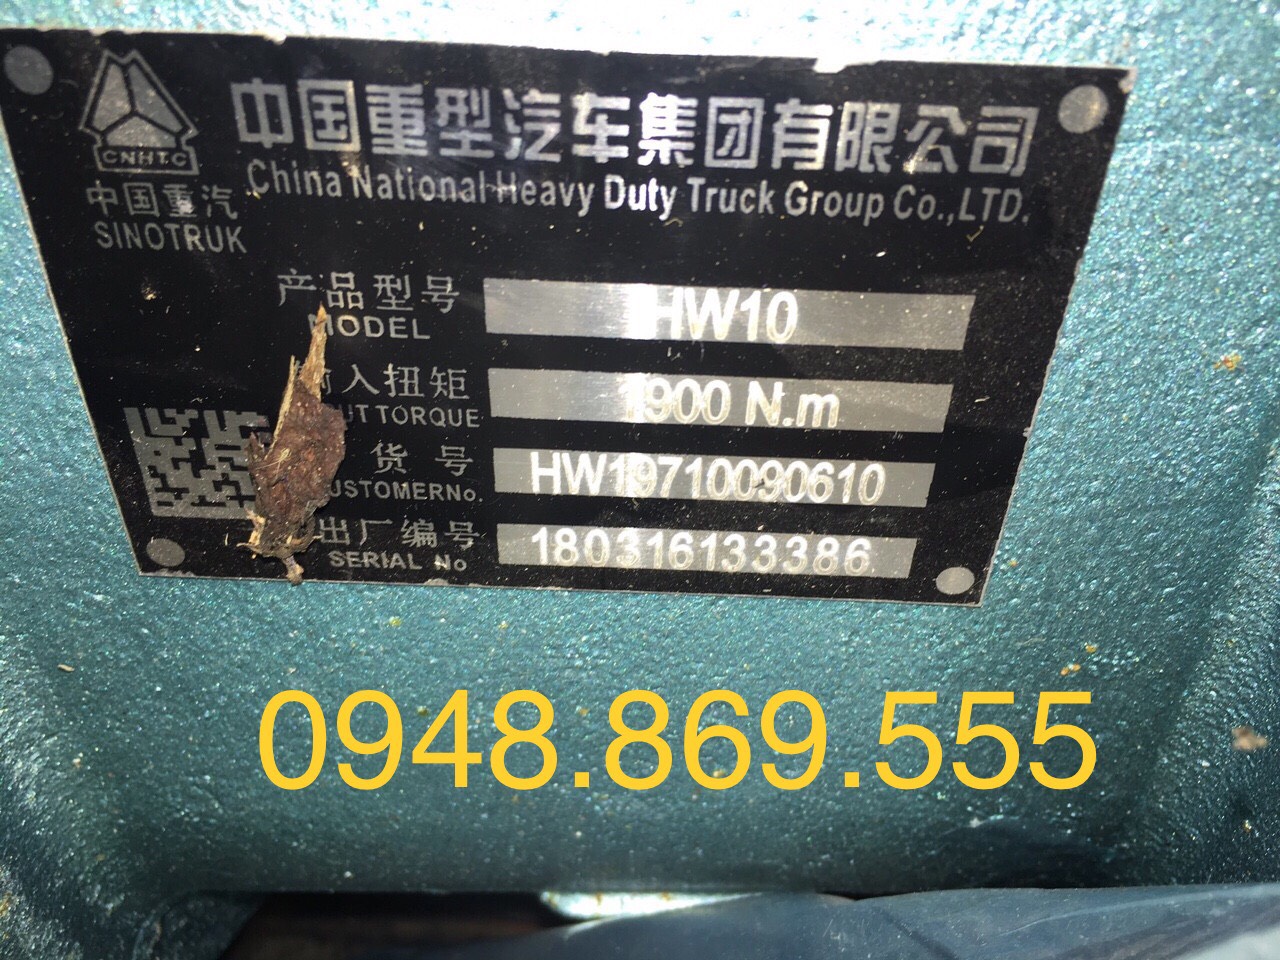 CNHTC
中国重汽
SINOTRUK
中国重型汽车集团有限公司
China National Heavy Duty Truck Group Co.,LTD.
产品型号
MODEL
HW10
入扭矩
TORQUE
1900 N.m
货号
No.
HW19710090610
出厂编号
SERIAL No
180316133386
0948.869.555